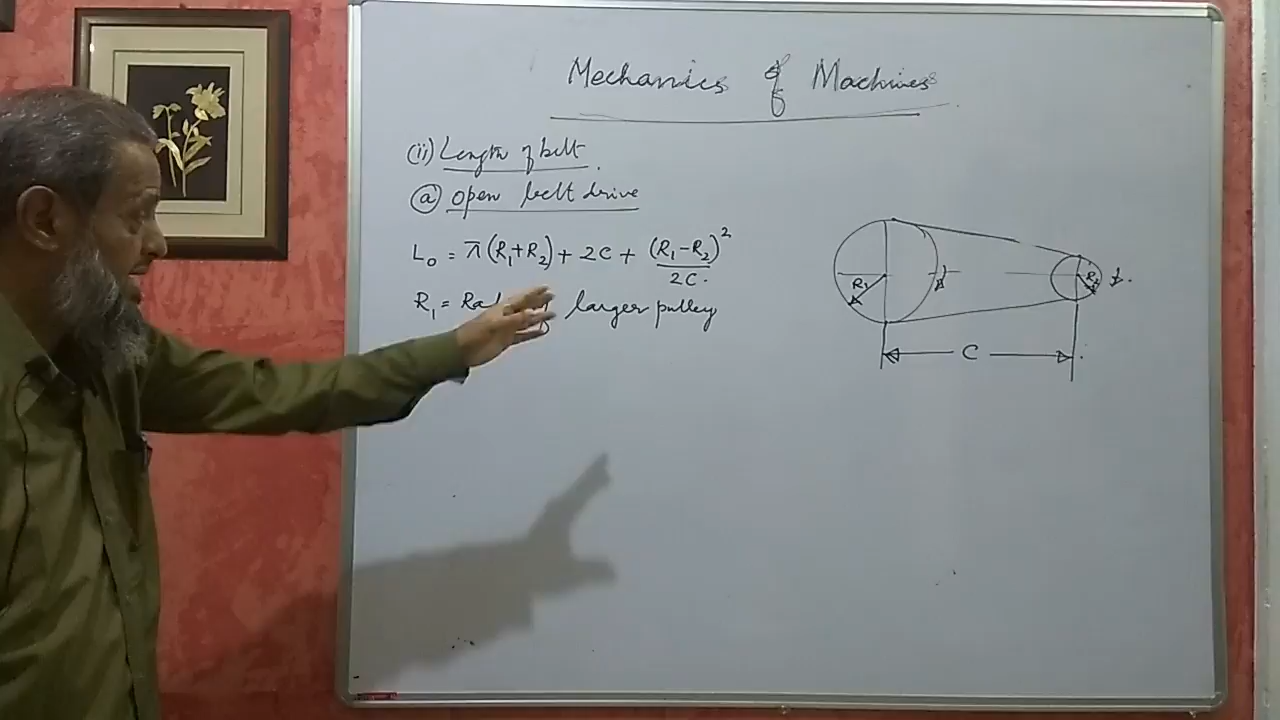 Mechanics of Machines
(ii) Length of belt.
(a) open belt drive
L₀ = π(R₁+R₂) + 2C + (R₁-R₂)²/2C.
R₁ = larger pulley
R₁
R₂
C